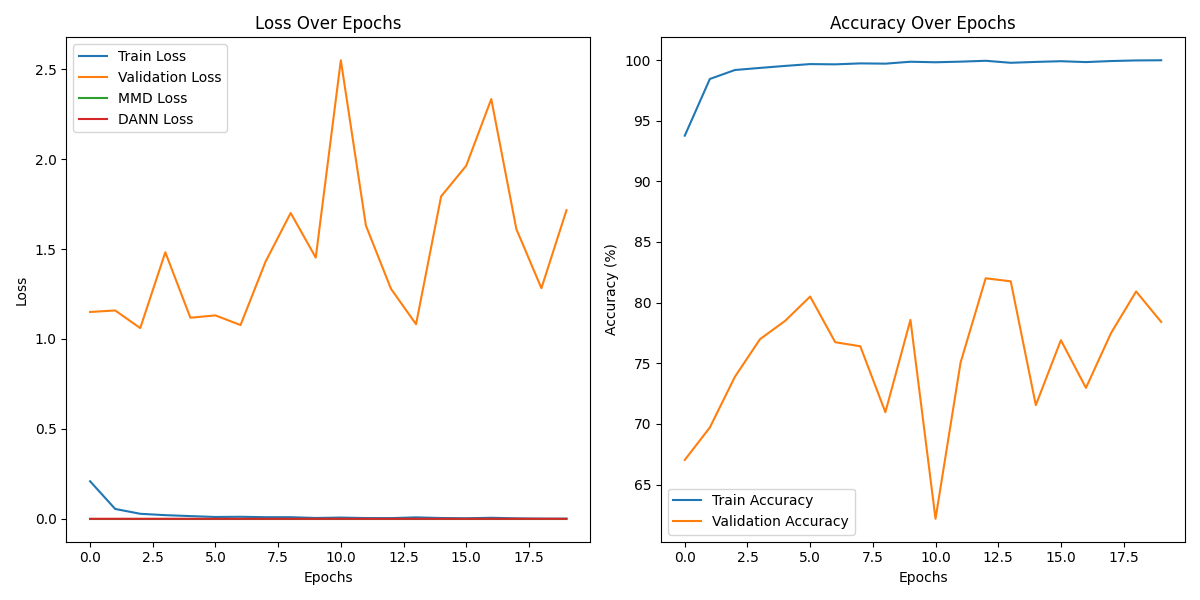 Loss Over Epochs
Train Loss
Validation Loss
MMD Loss
DANN Loss
2.5
2.0
1.5
1.0
0.5
0.0
Loss
0.0 2.5 5.0 7.5 10.0 12.5 15.0 17.5
Epochs
Accuracy Over Epochs
100
95
90
85
80
75
70
65
Accuracy (%)
Train Accuracy
Validation Accuracy
0.0 2.5 5.0 7.5 10.0 12.5 15.0 17.5
Epochs